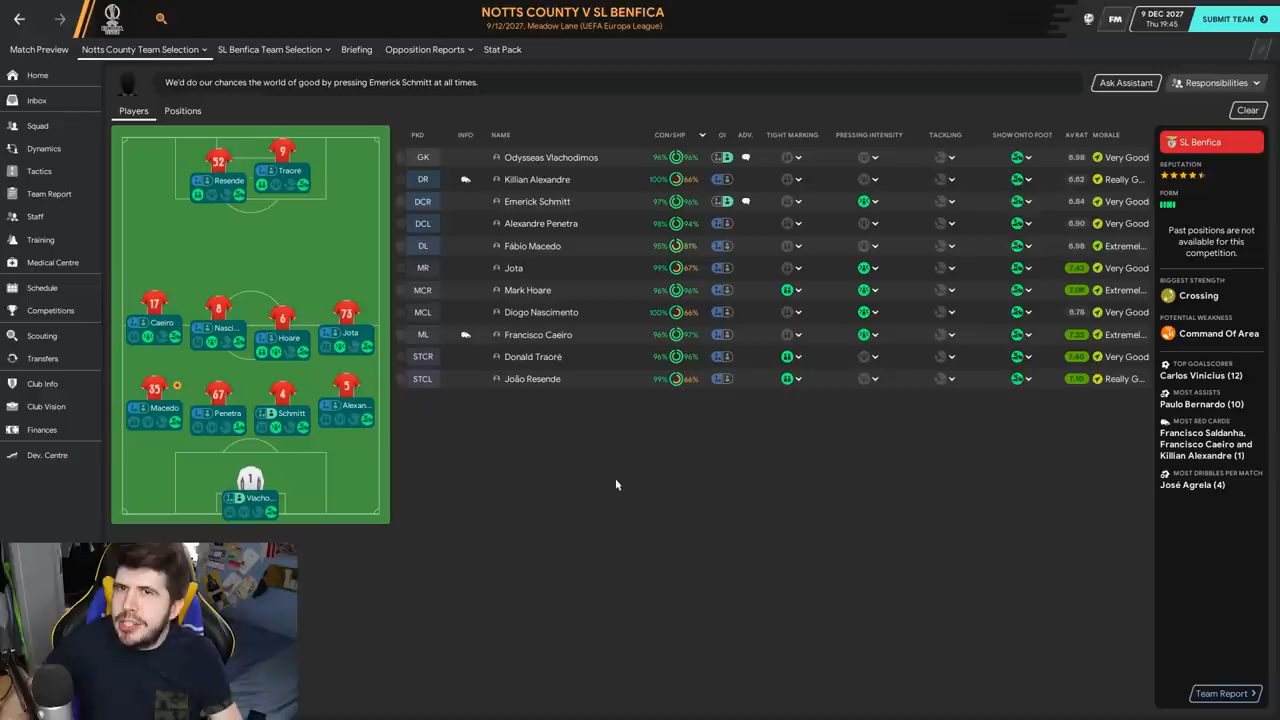 NOTTS COUNTY V SL BENFICA
9/12/2027, Meadow Lane (UEFA Europa League)
FM
9 DEC 2027
Thu 19:45
SUBMIT TEAM
Match Preview
Notts County Team Selection
SL Benfica Team Selection
Briefing
Opposition Reports
Stat Pack
Home
Inbox
Squad
Dynamics
Tactics
Team Report
Staff
Training
Medical Centre
Schedule
Competitions
Scouting
Transfers
Club Info
Club Vision
Finances
Dev. Centre
We'd do our chances the world of good by pressing Emerick Schmitt at all times.
Ask Assistant
Responsibilities
Players
Positions
Clear
52
Resende
9
Traoré
17
Caeiro
8
Nasci...
6
Hoare
73
Jota
35
Macedo
67
Penetra
4
Schmitt
5
Alexan...
1
Vlacho...
PKD INFO NAME CON/SHP OI ADV. TIGHT MARKING PRESSING INTENSITY TACKLING SHOW ONTO FOOT AV RAT MORALE
GK Odysseas Vlachodimos 96% 96% 6.98 Very Good
DR Killian Alexandre 100% 66% 6.62 Really G...
DCR Emerick Schmitt 97% 96% 6.84 Very Good
DCL Alexandre Penetra 98% 94% 6.90 Very Good
DL Fábio Macedo 95% 81% 6.98 Extremel...
MR Jota 99% 67% 7.42 Very Good
MCR Mark Hoare 96% 96% 7.08 Extremel...
MCL Diogo Nascimento 100% 66% 6.78 Really G...
ML Francisco Caeiro 96% 97% 7.33 Extremel...
STCR Donald Traoré 96% 96% 7.40 Very Good
STCL João Resende 99% 66% 7.10 Really G...
SL Benfica
REPUTATION
FORM
Past positions are not
available for this
competition.
BIGGEST STRENGTH
Crossing
POTENTIAL WEAKNESS
Command Of Area
TOP GOALSCORER
Carlos Vinicius (12)
MOST ASSISTS
Paulo Bernardo (10)
MOST RED CARDS
Francisco Saldanha,
Francisco Caeiro and
Killian Alexandre (1)
MOST DRIBBLES PER MATCH
José Agrela (4)
Team Report